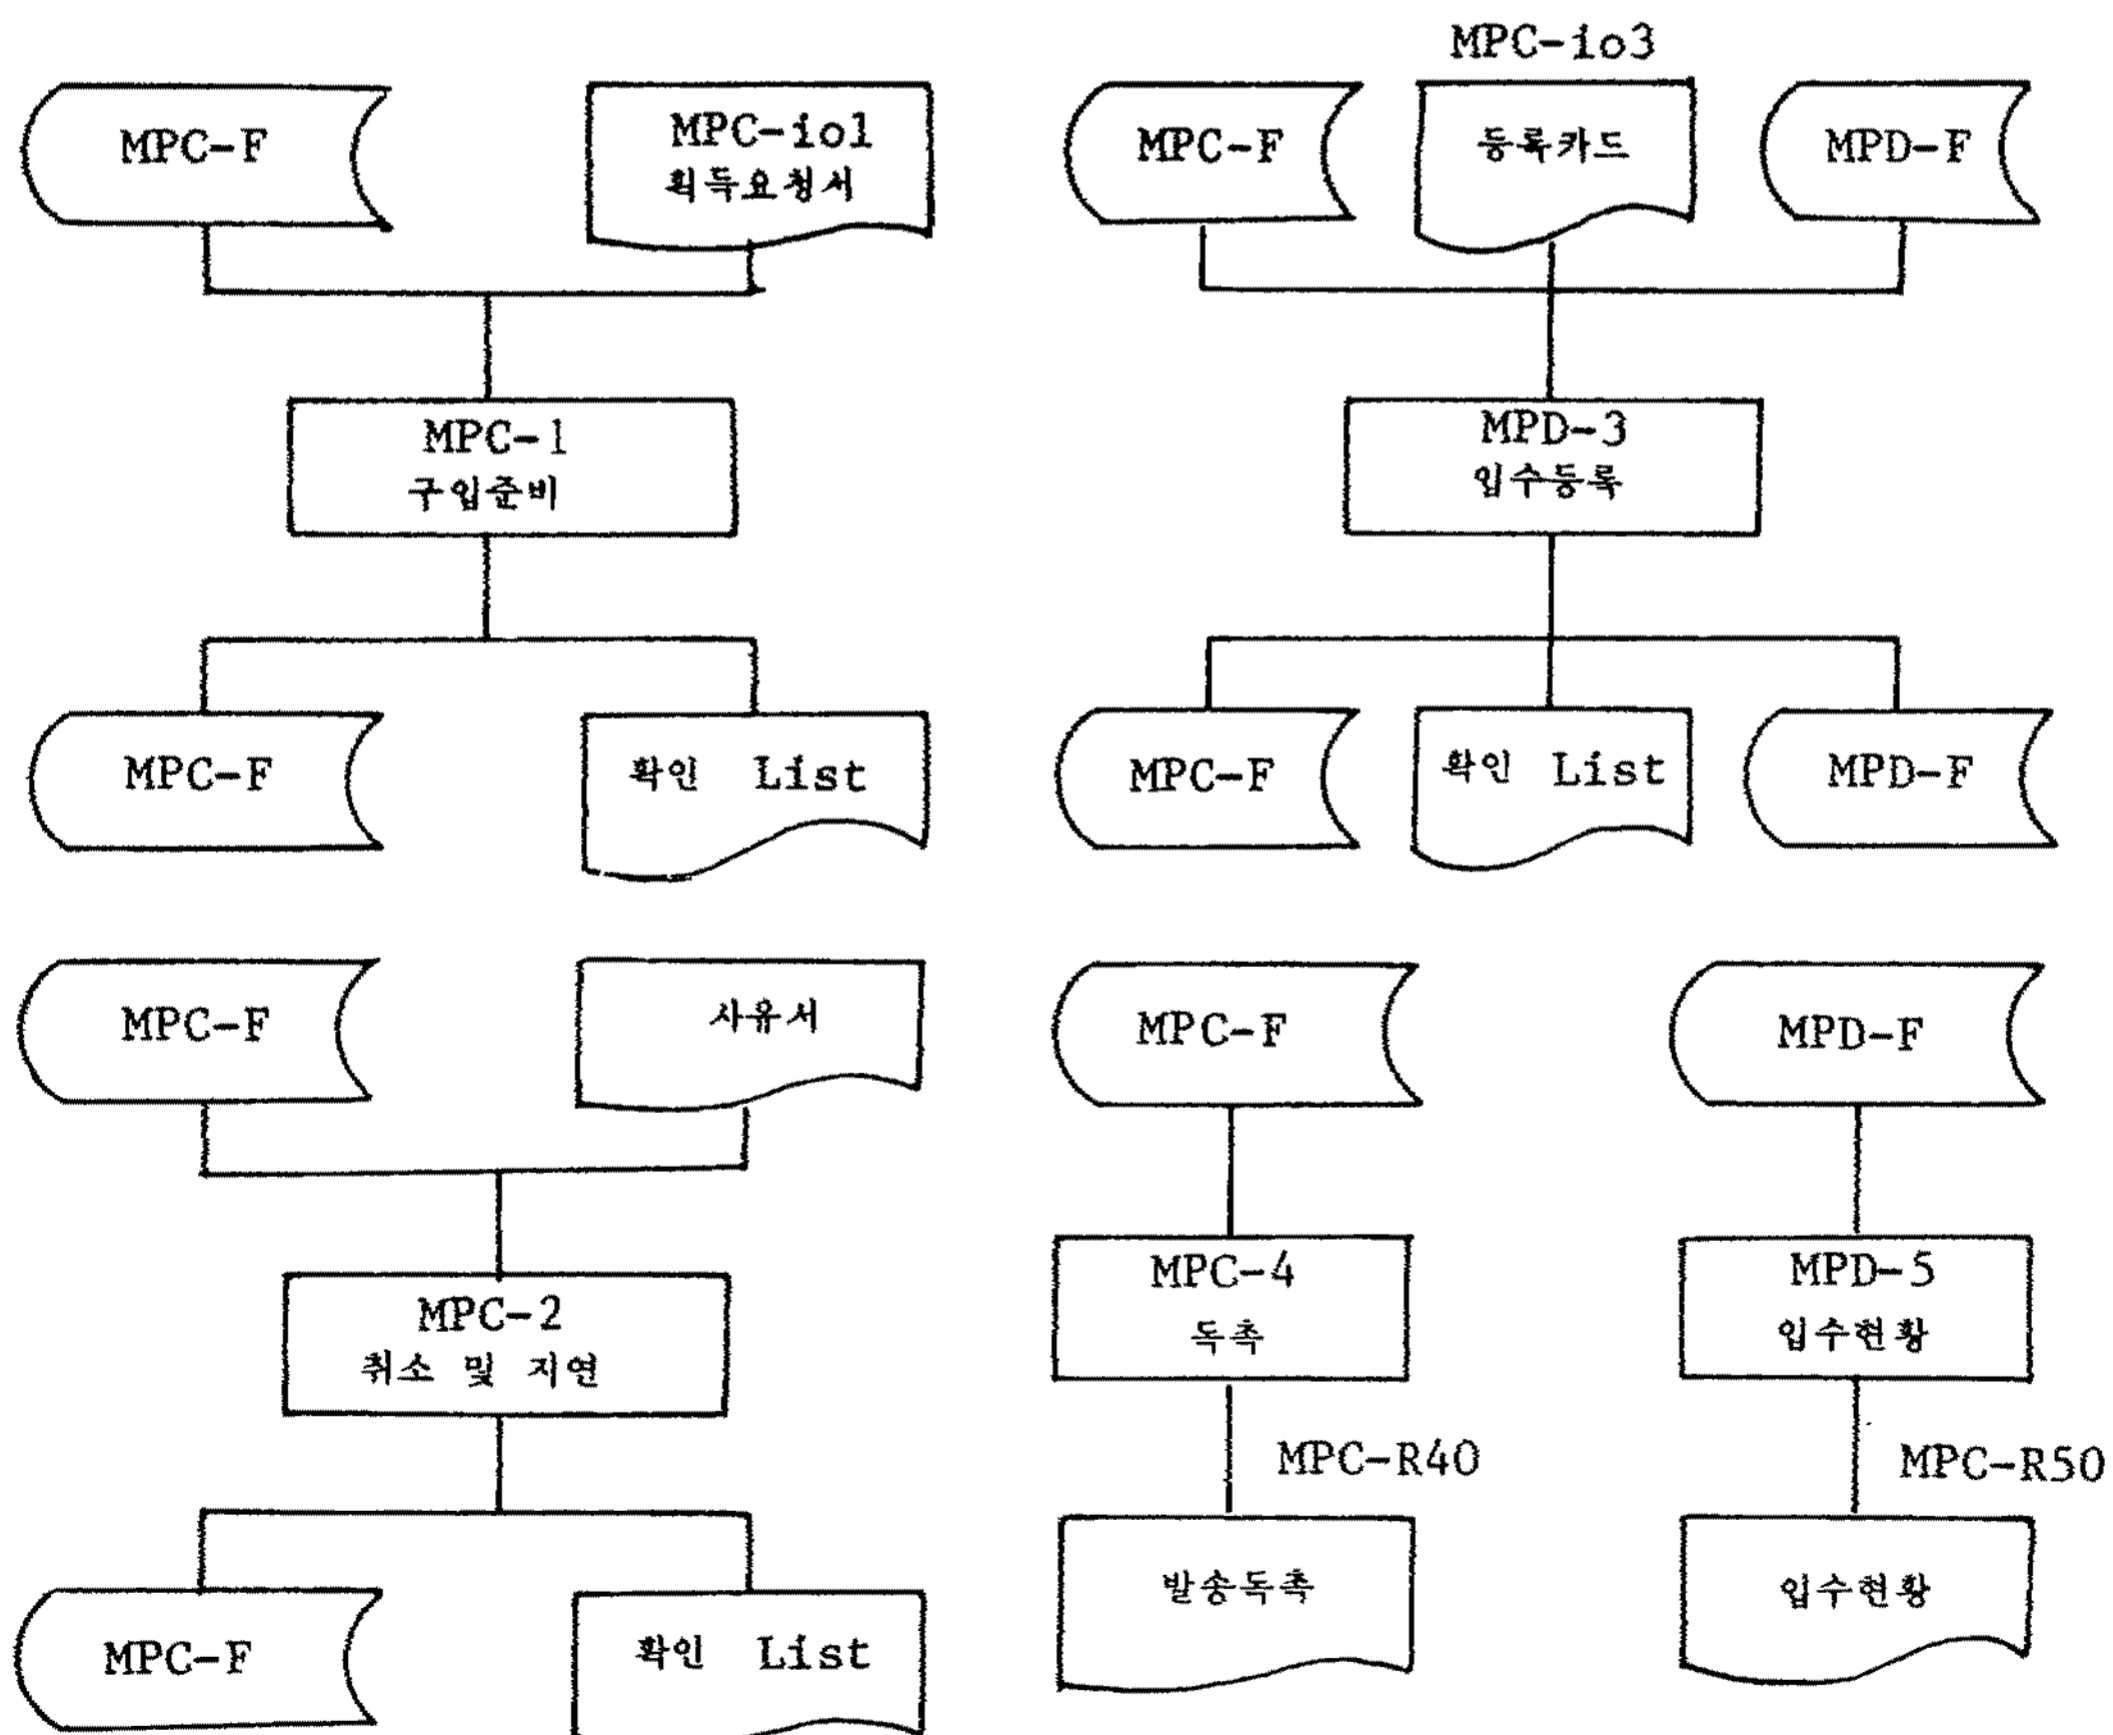 MPC-F
MPC-io1
획득요청서
MPC-1
구입준비
MPC-F
확인 List
MPC-io3
MPC-F
등록카드
MPD-F
MPD-3
입수등록
MPC-F
확인 List
MPD-F
MPC-F
사유서
MPC-2
취소 및 지연
MPC-F
확인 List
MPC-F
MPC-4
독촉
MPC-R40
발송독촉
MPD-F
MPD-5
입수현황
MPC-R50
입수현황